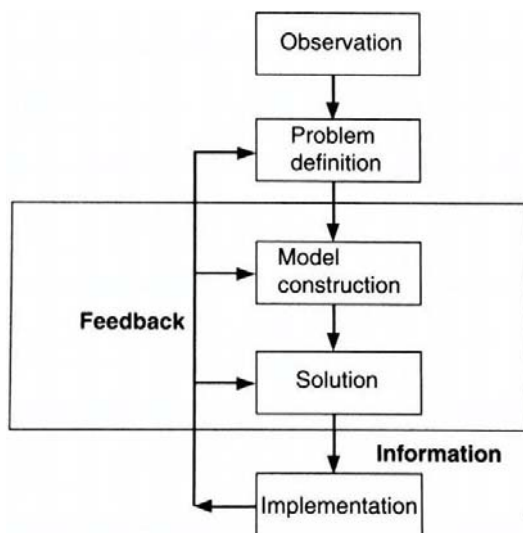 Observation
Problem
definition
Model
construction
Feedback
Solution
Information
Implementation